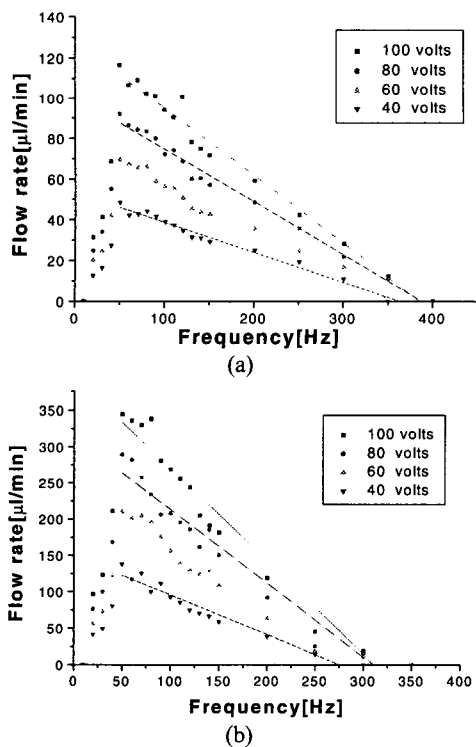 140
120
100
80
60
40
20
0
Flow rate[μl/min]
■ 100 volts
● 80 volts
△ 60 volts
▼ 40 volts
0 100 200 300 400
Frequency[Hz]
(a)
350
300
250
200
150
100
50
0
Flow rate[μl/min]
■ 100 volts
● 80 volts
△ 60 volts
▼ 40 volts
0 50 100 150 200 250 300 350 400
Frequency[Hz]
(b)